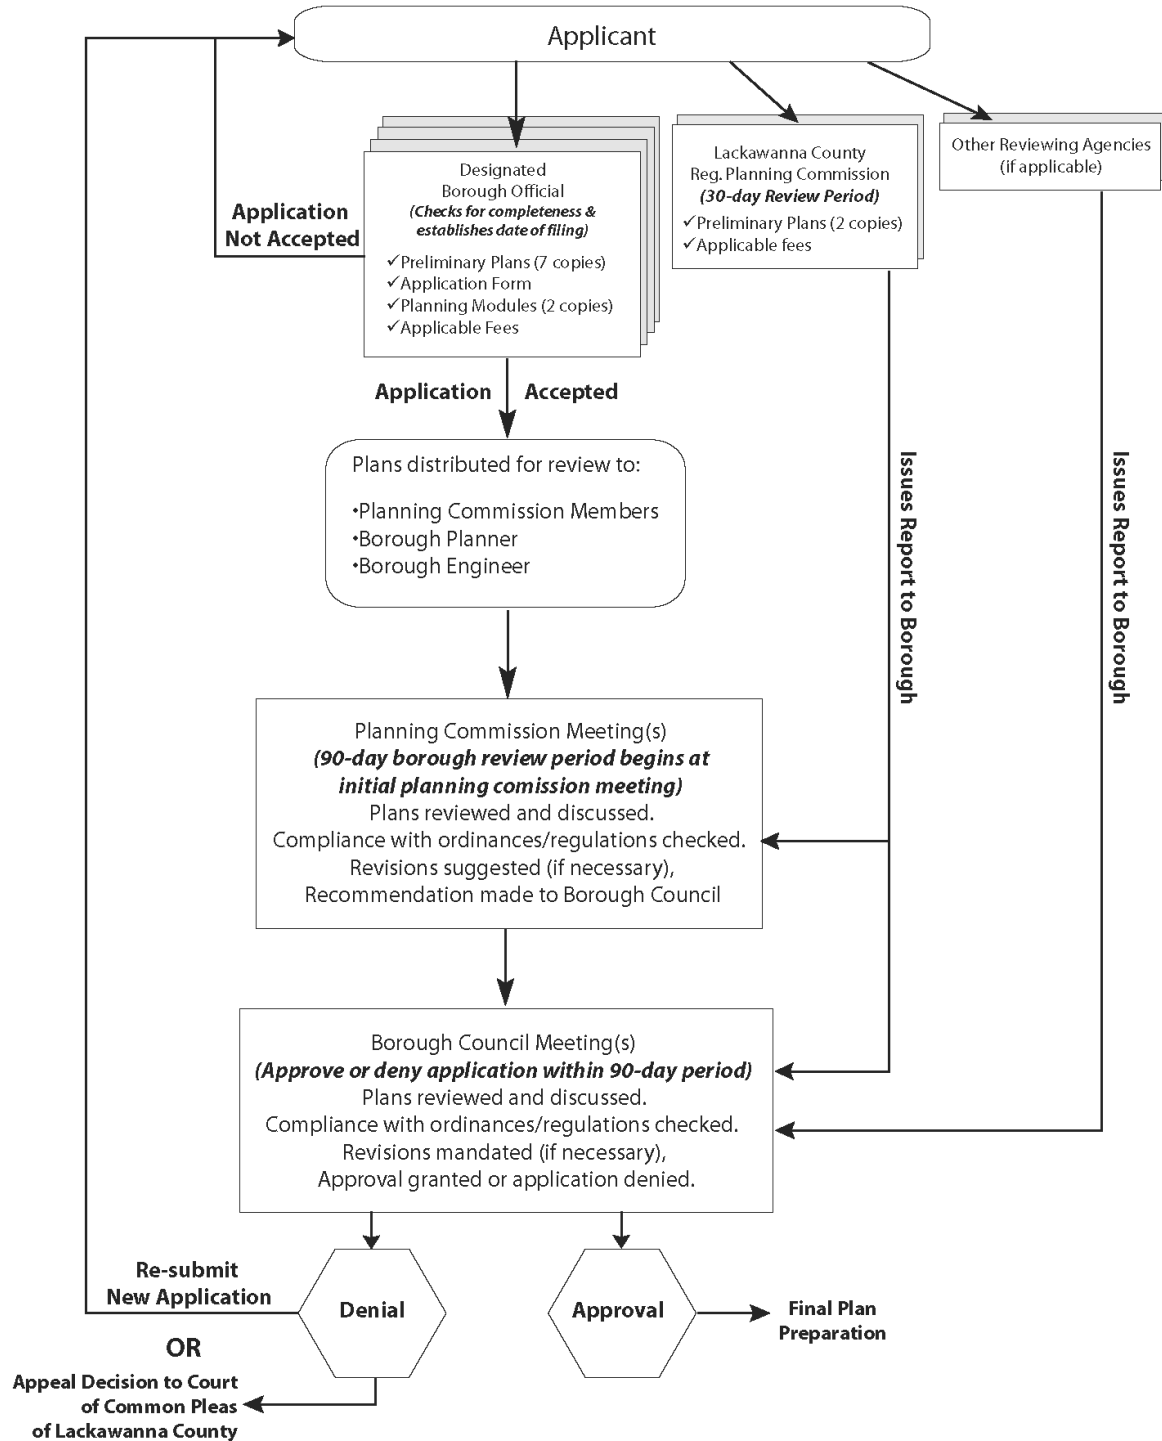 Applicant
Designated
Borough Official
(Checks for completeness &
establishes date of filing)
✓Preliminary Plans (7 copies)
✓Application Form
✓Planning Modules (2 copies)
✓Applicable Fees
Lackawanna County
Reg. Planning Commission
(30-day Review Period)
✓Preliminary Plans (2 copies)
✓Applicable fees
Other Reviewing Agencies
(if applicable)
Application
Not Accepted
Application Accepted
Plans distributed for review to:
•Planning Commission Members
•Borough Planner
•Borough Engineer
Issues Report to Borough
Issues Report to Borough
Planning Commission Meeting(s)
(90-day borough review period begins at
initial planning comission meeting)
Plans reviewed and discussed.
Compliance with ordinances/regulations checked.
Revisions suggested (if necessary),
Recommendation made to Borough Council
Borough Council Meeting(s)
(Approve or deny application within 90-day period)
Plans reviewed and discussed.
Compliance with ordinances/regulations checked.
Revisions mandated (if necessary),
Approval granted or application denied.
Re-submit
New Application
Denial
Approval
Final Plan
Preparation
OR
Appeal Decision to Court
of Common Pleas
of Lackawanna County